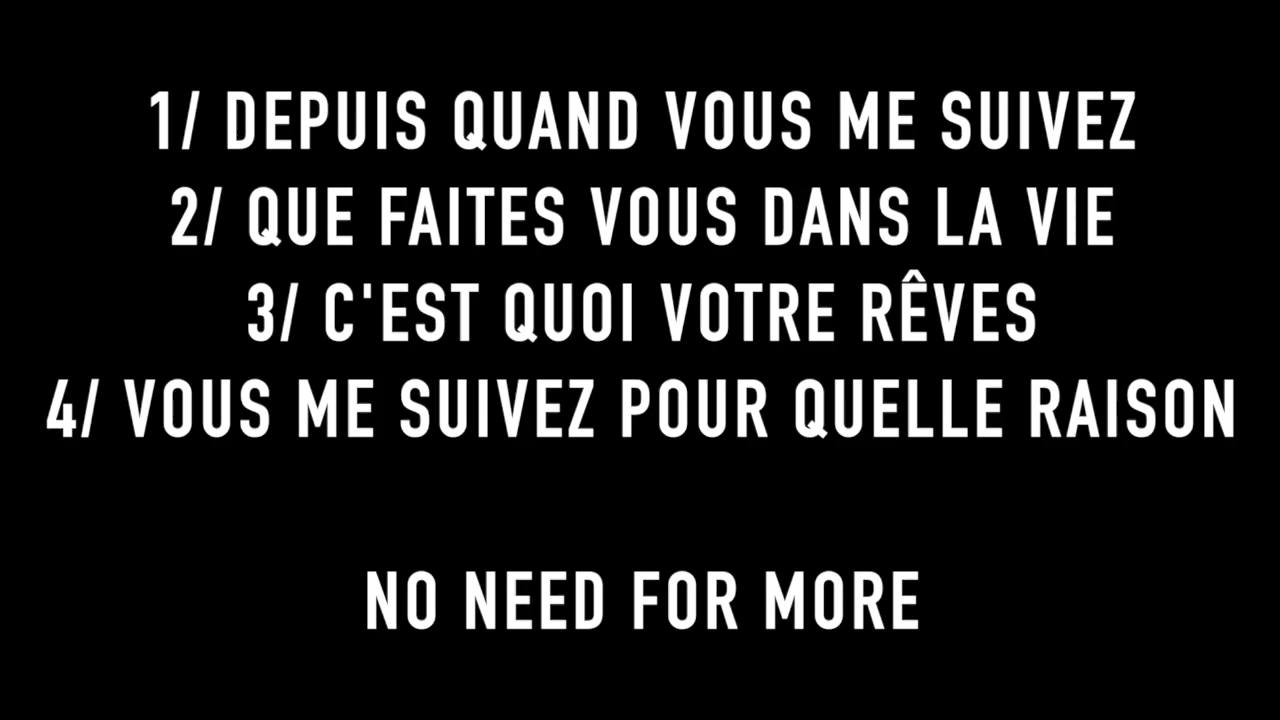 1/ DEPUIS QUAND VOUS ME SUIVEZ
2/ QUE FAITES VOUS DANS LA VIE
3/ C'EST QUOI VOTRE RÊVES
4/ VOUS ME SUIVEZ POUR QUELLE RAISON
NO NEED FOR MORE